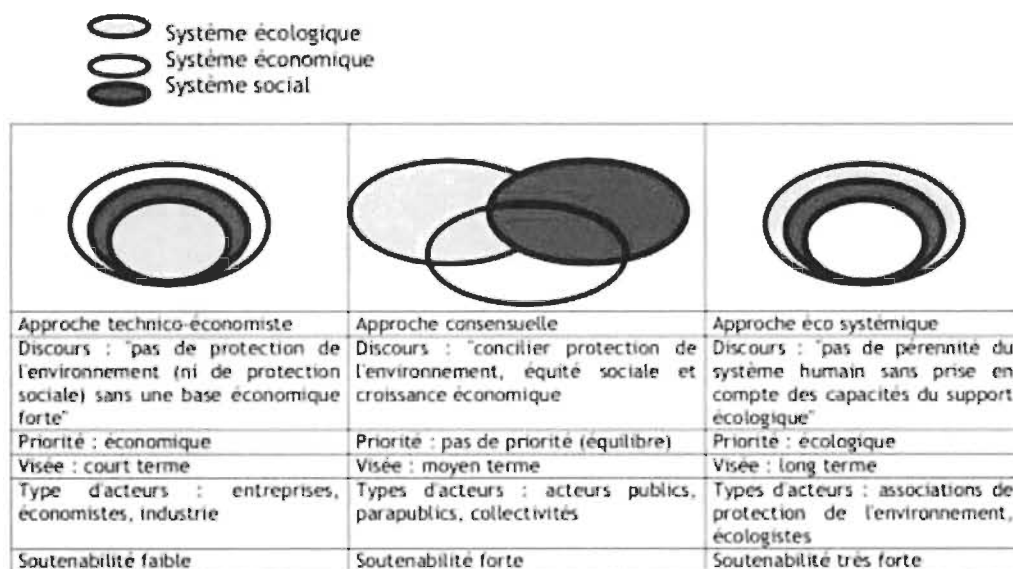 Système écologique
Système économique
Système social
Approche technico-économiste
Approche consensuelle
Approche éco systémique
Discours : "pas de protection de
l'environnement (ni de protection
sociale) sans une base économique
forte"
Discours : "concilier protection de
l'environnement, équité sociale et
croissance économique
Discours : "pas de pérennité du
système humain sans prise en
compte des capacités du support
écologique"
Priorité : économique
Priorité : pas de priorité (équilibre)
Priorité : écologique
Visée : court terme
Visée : moyen terme
Visée : long terme
Type d'acteurs : entreprises,
économistes, industrie
Types d'acteurs : acteurs publics,
parapublics, collectivités
Types d'acteurs : associations de
protection de l'environnement,
écologistes
Soutenabilité faible
Soutenabilité forte
Soutenabilité très forte